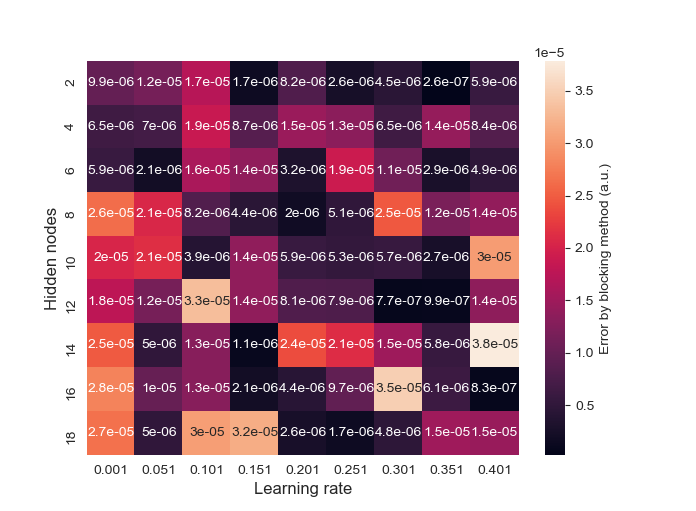 1e−5
2 9.9e-06 1.2e-05 1.7e-05 1.7e-06 8.2e-06 2.6e-06 4.5e-06 2.6e-07 5.9e-06
4 6.5e-06 7e-06 1.9e-05 8.7e-06 1.5e-05 1.3e-05 6.5e-06 1.4e-05 8.4e-06
6 5.9e-06 2.1e-06 1.6e-05 1.4e-05 3.2e-06 1.9e-05 1.1e-05 2.9e-06 4.9e-06
8 2.6e-05 2.1e-05 8.2e-06 4.4e-06 2e-06 5.1e-06 2.5e-05 1.2e-05 1.4e-05
10 2e-05 2.1e-05 3.9e-06 1.4e-05 5.9e-06 5.3e-06 5.7e-06 2.7e-06 3e-05
12 1.8e-05 1.2e-05 3.3e-05 1.4e-05 8.1e-06 7.9e-06 7.7e-07 9.9e-07 1.4e-05
14 2.5e-05 5e-06 1.3e-05 1.1e-06 2.4e-05 2.1e-05 1.5e-05 5.8e-06 3.8e-05
16 2.8e-05 1e-05 1.3e-05 2.1e-06 4.4e-06 9.7e-06 3.5e-05 6.1e-06 8.3e-07
18 2.7e-05 5e-06 3e-05 3.2e-05 2.6e-06 1.7e-06 4.8e-06 1.5e-05 1.5e-05
0.001 0.051 0.101 0.151 0.201 0.251 0.301 0.351 0.401
Learning rate
Hidden nodes
3.5
3.0
2.5
2.0
1.5
1.0
0.5
Error by blocking method (a.u.)